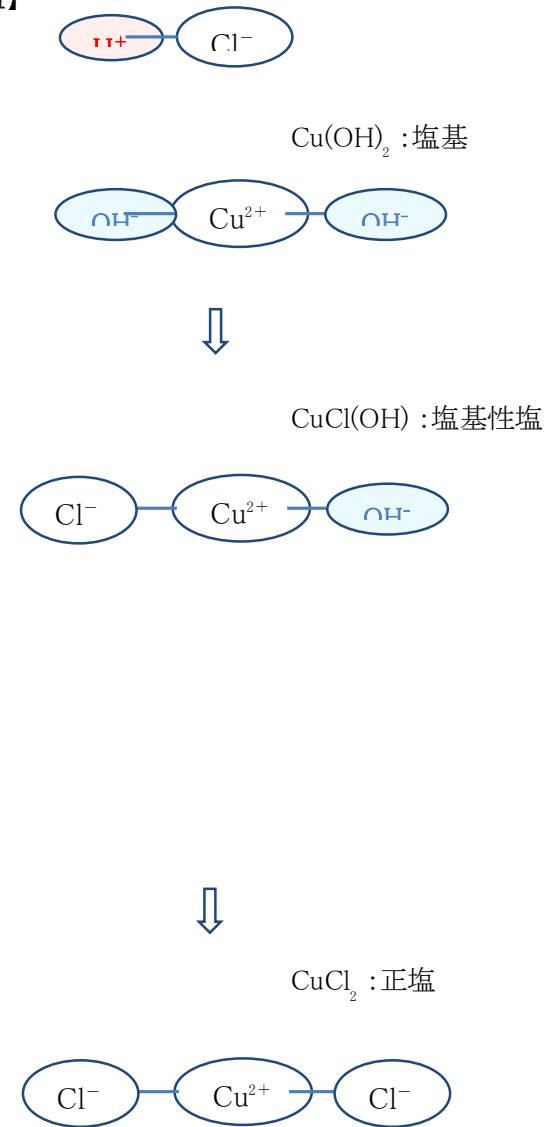 Cl⁻
Cu(OH)₂ :塩基
OH⁻ Cu²⁺ OH⁻
CuCl(OH) :塩基性塩
Cl⁻ Cu²⁺ OH⁻
CuCl₂ :正塩
Cl⁻ Cu²⁺ Cl⁻